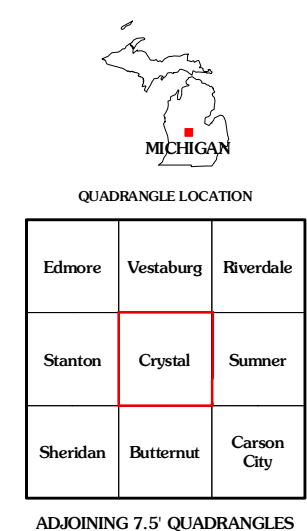 MICHIGAN
QUADRANGLE LOCATION
Edmore Vestaburg Riverdale
Stanton Crystal Sumner
Sheridan Butternut Carson City
ADJOINING 7.5' QUADRANGLES